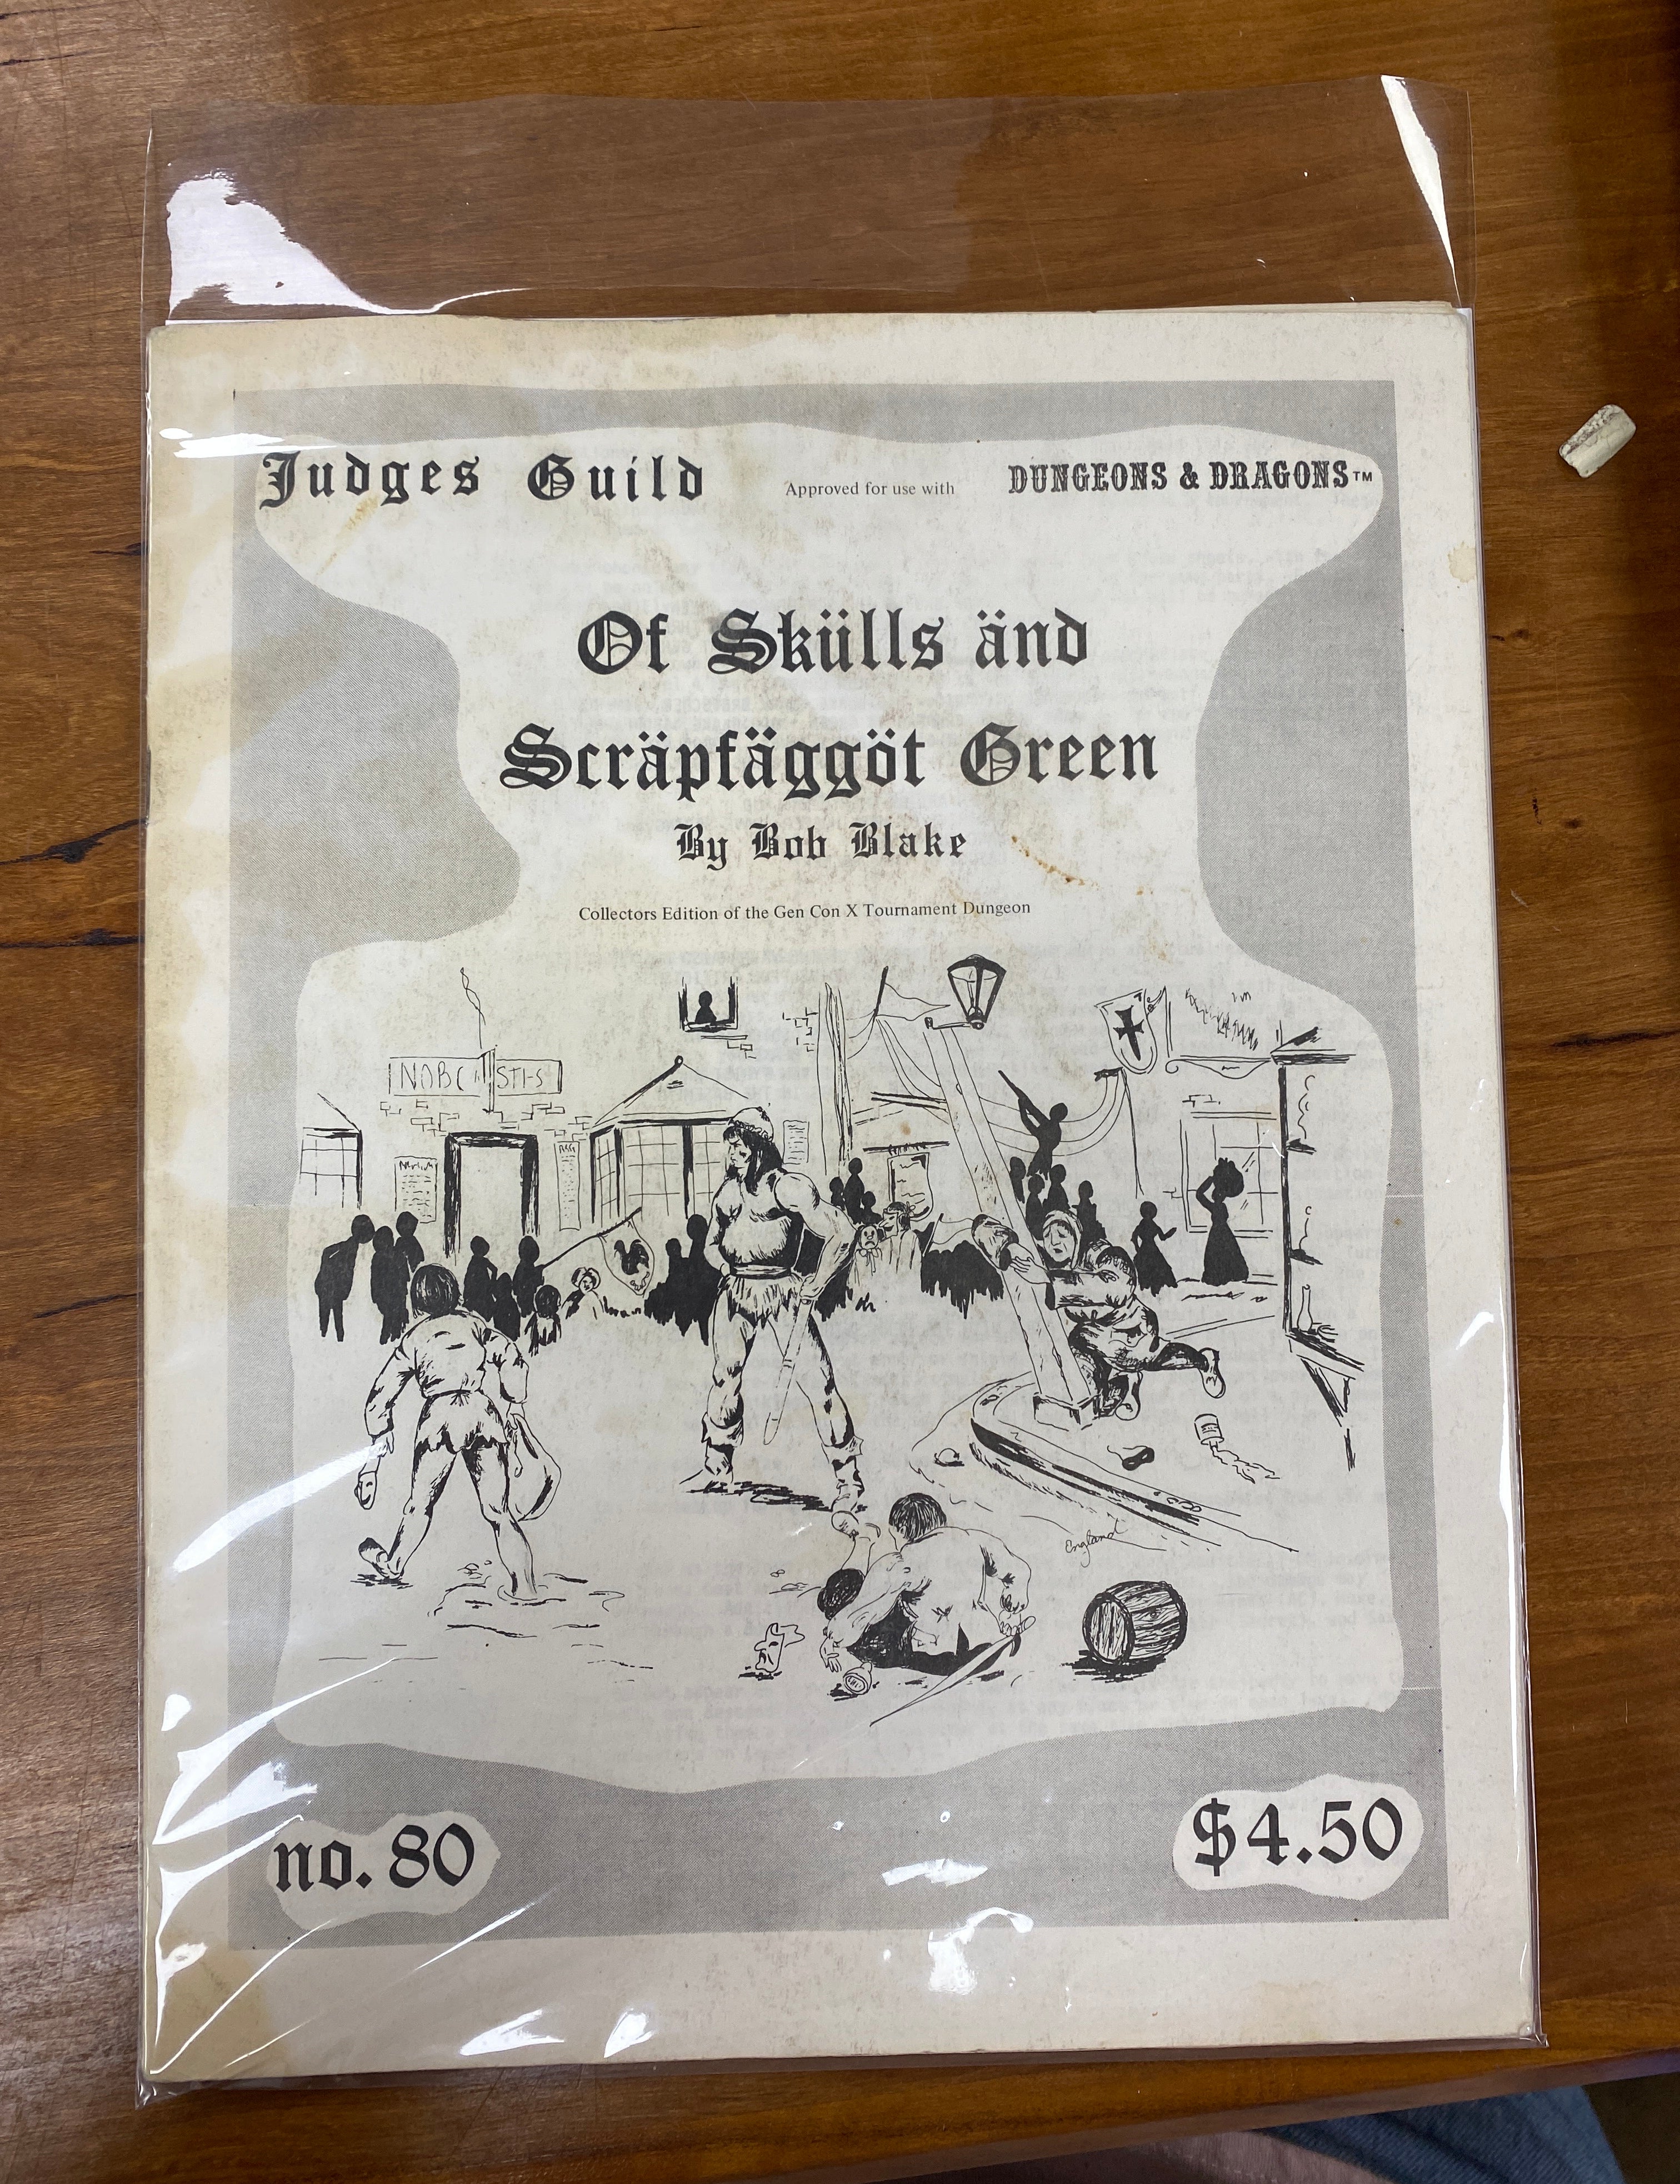 Judges Guild Approved for use with DUNGEONS & DRAGONS™
Of Skülls änd
Scräpfäggöt Green
By Bob Blake
Collectors Edition of the Gen Con X Tournament Dungeon
England
no. 80
$4.50